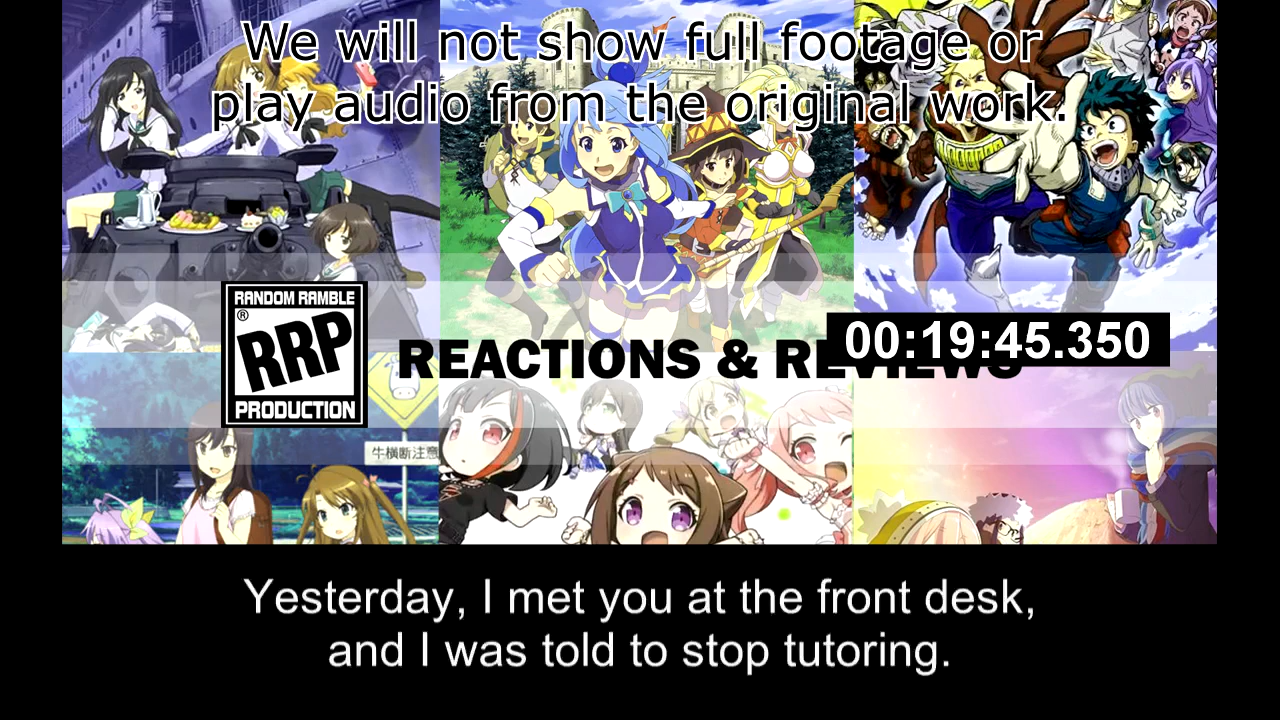 We will not show full footage or
play audio from the original work.
RANDOM RAMBLE
®
RRP
PRODUCTION
REACTIONS & REVIEWS
00:19:45.350
牛横断注意
Yesterday, I met you at the front desk,
and I was told to stop tutoring.